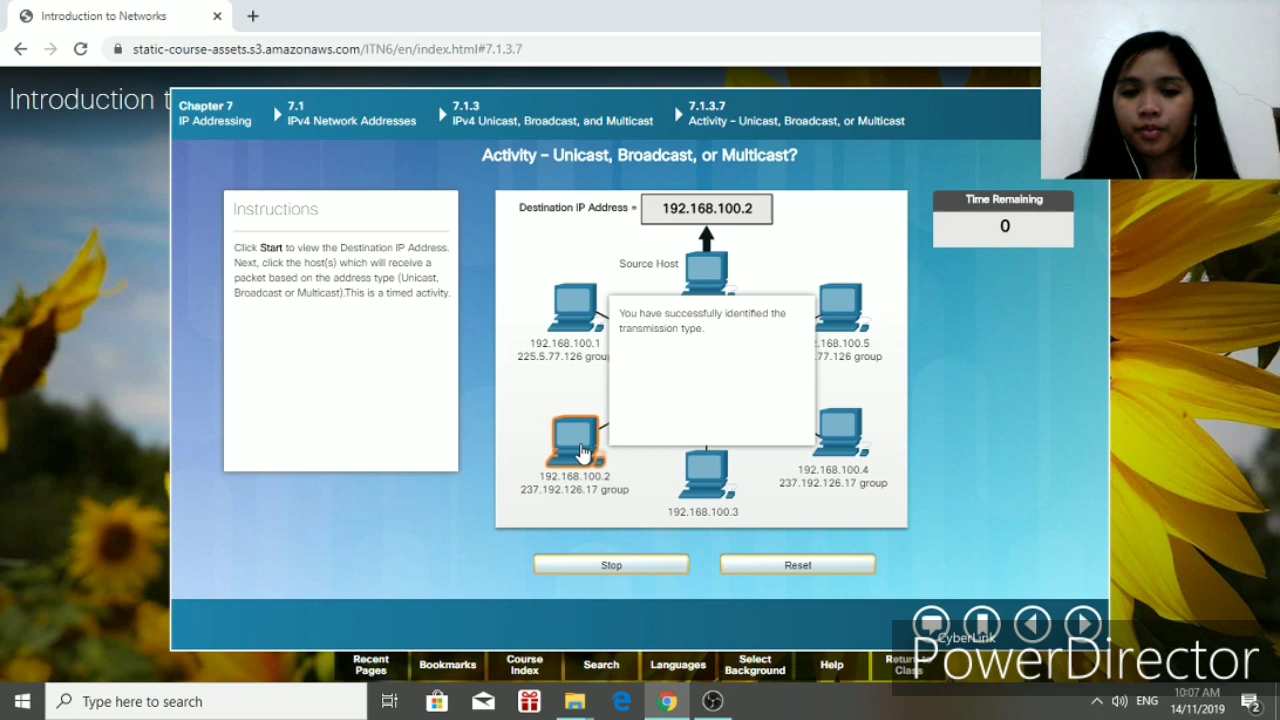 Introduction to Networks
static-course-assets.s3.amazonaws.com/ITN6/en/index.html#7.1.3.7
Introduction t
Chapter 7
IP Addressing
7.1
IPv4 Network Addresses
7.1.3
IPv4 Unicast, Broadcast, and Multicast
7.1.3.7
Activity – Unicast, Broadcast, or Multicast
Activity – Unicast, Broadcast, or Multicast?
Instructions
Click Start to view the Destination IP Address.
Next, click the host(s) which will receive a
packet based on the address type (Unicast,
Broadcast or Multicast).This is a timed activity.
Destination IP Address =
192.168.100.2
Source Host
You have successfully identified the
transmission type.
192.168.100.1
225.5.77.126 group
.168.100.5
.77.126 group
192.168.100.2
237.192.126.17 group
192.168.100.3
192.168.100.4
237.192.126.17 group
Time Remaining
0
Stop
Reset
Recent
Pages
Bookmarks
Course
Index
Search
Languages
Select
Background
Help
Class
CyberLink
PowerDirector
Type here to search
ENG
10:07 AM
14/11/2019
2